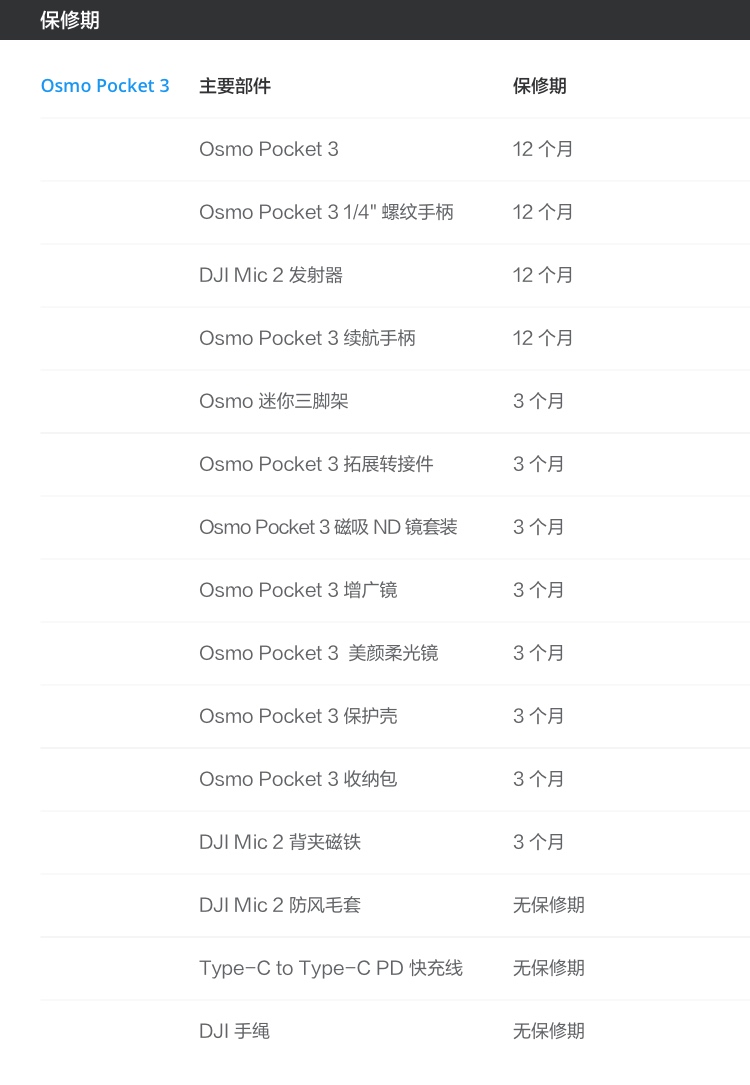 保修期
Osmo Pocket 3 主要部件 保修期
Osmo Pocket 3 12 个月
Osmo Pocket 3 1/4" 螺纹手柄 12 个月
DJI Mic 2 发射器 12 个月
Osmo Pocket 3 续航手柄 12 个月
Osmo 迷你三脚架 3 个月
Osmo Pocket 3 拓展转接件 3 个月
Osmo Pocket 3 磁吸 ND 镜套装 3 个月
Osmo Pocket 3 增广镜 3 个月
Osmo Pocket 3 美颜柔光镜 3 个月
Osmo Pocket 3 保护壳 3 个月
Osmo Pocket 3 收纳包 3 个月
DJI Mic 2 背夹磁铁 3 个月
DJI Mic 2 防风毛套 无保修期
Type-C to Type-C PD 快充线 无保修期
DJI 手绳 无保修期